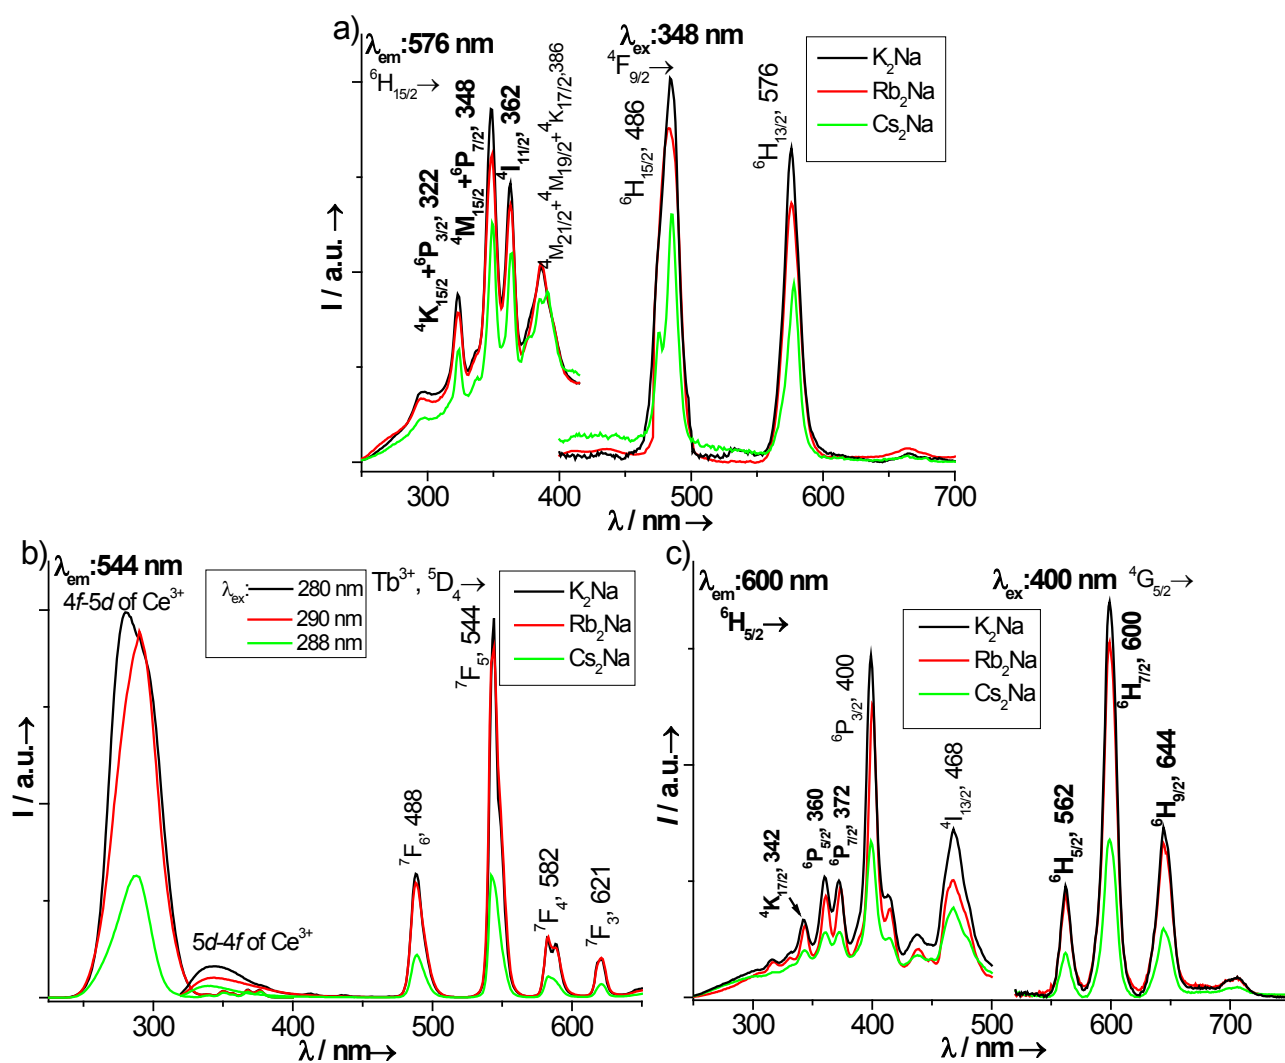 a)
λem:576 nm
⁶H15/2→
⁴K15/2+⁶P3/2, 322
⁴M15/2+⁶P7/2, 348
⁴I11/2, 362
⁴M21/2+⁴M19/2+⁴K17/2,386
λex:348 nm
⁴F9/2→
⁶H15/2, 486
⁶H13/2, 576
K2Na
Rb2Na
Cs2Na
I / a.u. →
300 400 500 600 700
λ / nm →
b)
λem:544 nm
4f-5d of Ce³⁺
λex: 280 nm
290 nm
288 nm
Tb³⁺, ⁵D4→
K2Na
Rb2Na
Cs2Na
5d-4f of Ce³⁺
⁷F6, 488
⁷F5, 544
⁷F4, 582
⁷F3, 621
I / a.u.→
300 400 500 600
λ / nm→
c)
λem:600 nm
⁶H5/2→
λex:400 nm ⁴G5/2→
K2Na
Rb2Na
Cs2Na
⁴K17/2, 342
⁶P5/2, 360
⁶P7/2, 372
⁶P3/2, 400
⁴I13/2, 468
⁶H5/2, 562
⁶H7/2, 600
⁶H9/2, 644
I / a.u.→
300 400 500 600 700
λ / nm→